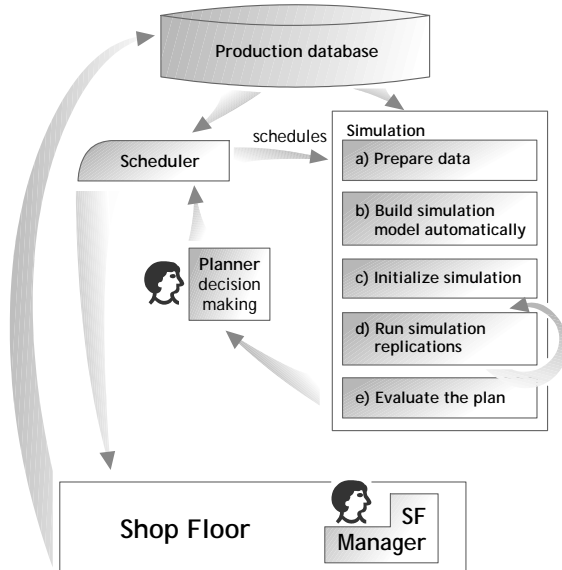 Production database
schedules
Scheduler
Simulation
a) Prepare data
b) Build simulation
model automatically
c) Initialize simulation
d) Run simulation
replications
e) Evaluate the plan
Planner
decision
making
Shop Floor
SF
Manager